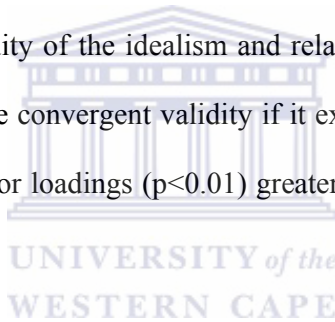 ity of the idealism and rela
e convergent validity if it ex
or loadings (p<0.01) greater
UNIVERSITY of the
WESTERN CAPE